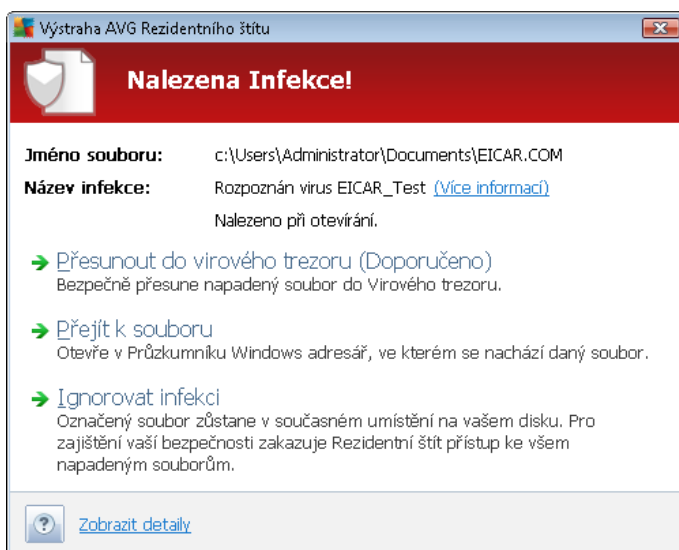 Výstraha AVG Rezidentního štítu
Nalezena Infekce!
Jméno souboru: c:\Users\Administrator\Documents\EICAR.COM
Název infekce: Rozpoznán virus EICAR_Test (Více informací)
Nalezeno při otevírání.
Přesunout do virového trezoru (Doporučeno)
Bezpečně přesune napadený soubor do Virového trezoru.
Přejít k souboru
Otevře v Průzkumníku Windows adresář, ve kterém se nachází daný soubor.
Ignorovat infekci
Označený soubor zůstane v současném umístění na vašem disku. Pro
zajištění vaší bezpečnosti zakazuje Rezidentní štít přístup ke všem
napadeným souborům.
? Zobrazit detaily